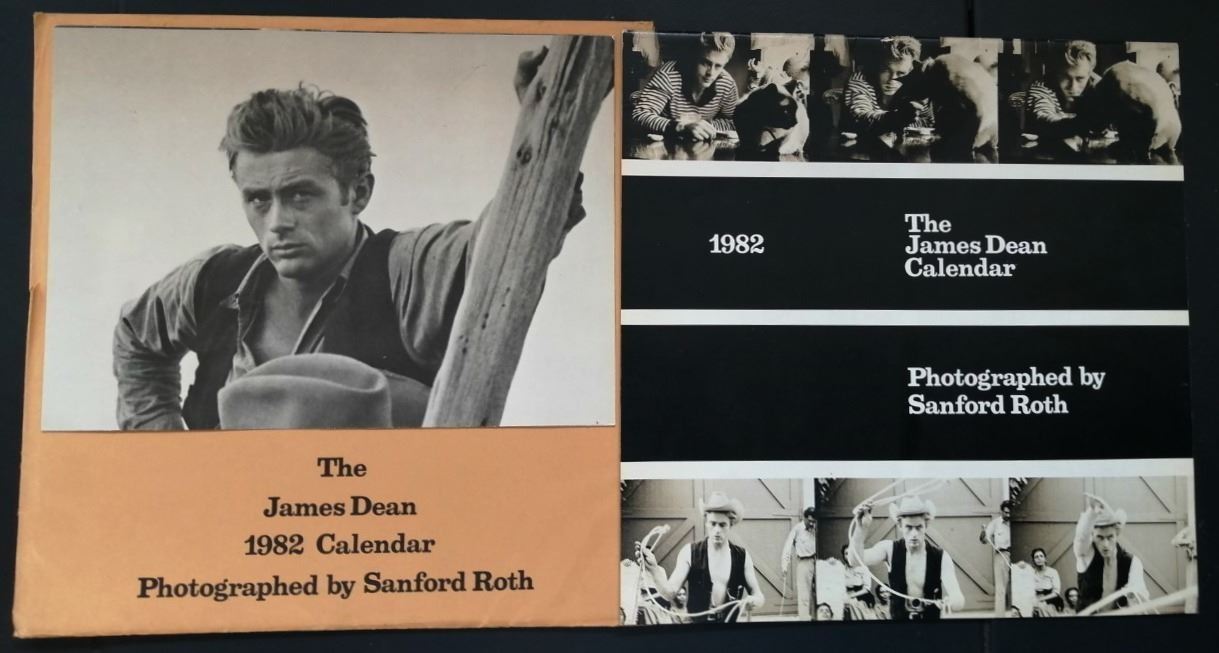 The
James Dean
1982 Calendar
Photographed by Sanford Roth
1982
The
James Dean
Calendar
Photographed by
Sanford Roth